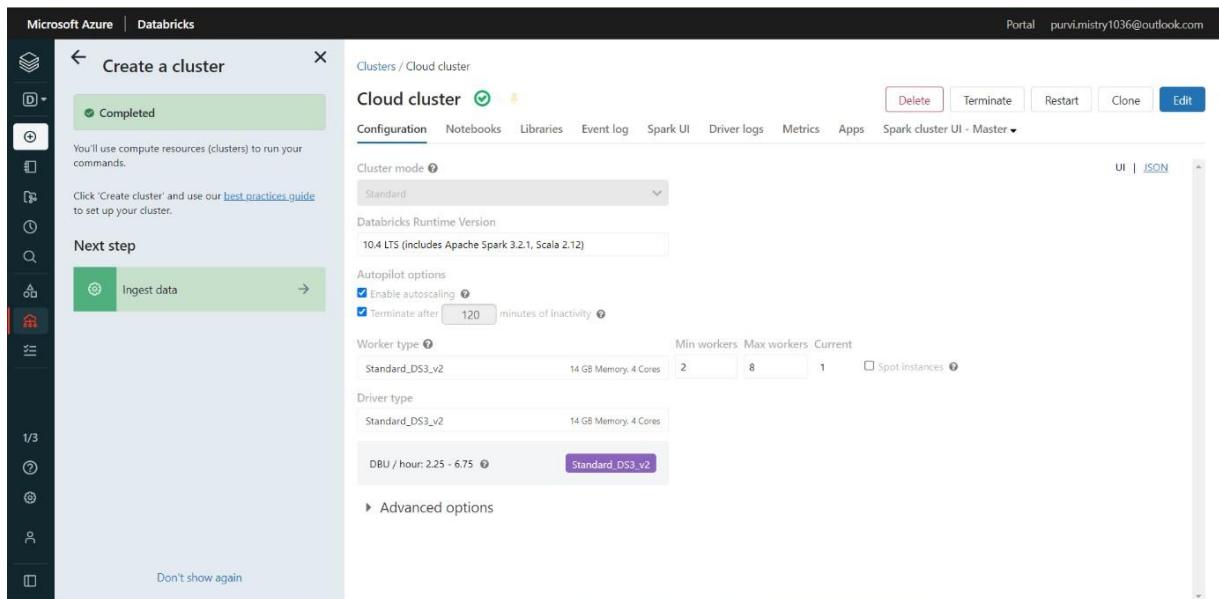 Microsoft Azure | Databricks Portal purvi.mistry1036@outlook.com
Create a cluster
Completed
You'll use compute resources (clusters) to run your
commands.
Click 'Create cluster' and use our best practices guide
to set up your cluster.
Next step
Ingest data
Don't show again
D
1/3
Clusters / Cloud cluster
Cloud cluster
Delete Terminate Restart Clone Edit
Configuration Notebooks Libraries Event log Spark UI Driver logs Metrics Apps Spark cluster UI - Master
UI | JSON
Cluster mode
Standard
Databricks Runtime Version
10.4 LTS (includes Apache Spark 3.2.1, Scala 2.12)
Autopilot options
Enable autoscaling
Terminate after 120 minutes of inactivity
Worker type Min workers Max workers Current
Standard_DS3_v2 14 GB Memory, 4 Cores 2 8 1 Spot instances
Driver type
Standard_DS3_v2 14 GB Memory, 4 Cores
DBU / hour: 2.25 - 6.75 Standard_DS3_v2
Advanced options